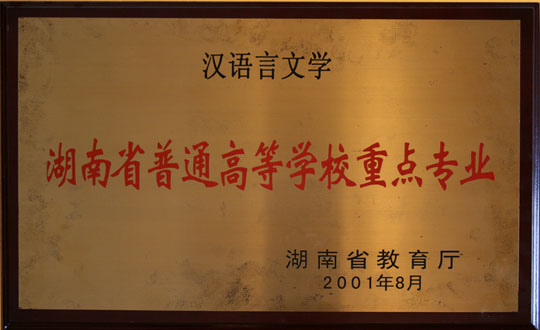 汉语言文学
湖南省普通高等学校重点专业
湖南省教育厅
2001年8月